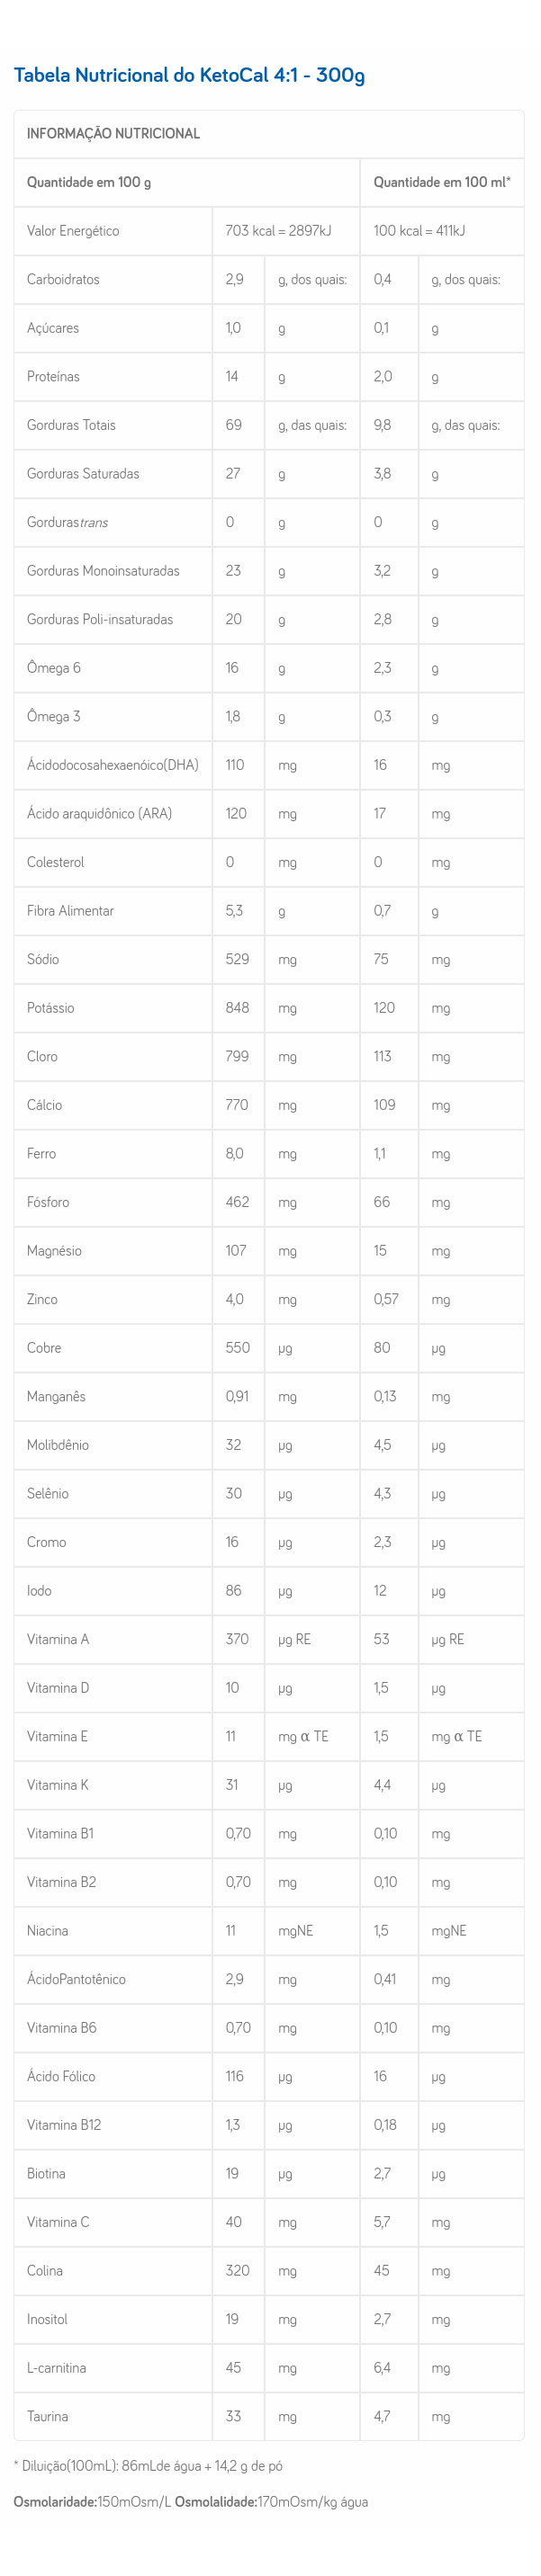 Tabela Nutricional do KetoCal 4:1 - 300g
INFORMAÇÃO NUTRICIONAL
Quantidade em 100 g Quantidade em 100 ml*
Valor Energético 703 kcal = 2897kJ 100 kcal = 411kJ
Carboidratos 2,9 g, dos quais: 0,4 g, dos quais:
Açúcares 1,0 g 0,1 g
Proteínas 14 g 2,0 g
Gorduras Totais 69 g, das quais: 9,8 g, das quais:
Gorduras Saturadas 27 g 3,8 g
Gordurastrans 0 g 0 g
Gorduras Monoinsaturadas 23 g 3,2 g
Gorduras Poli-insaturadas 20 g 2,8 g
Ômega 6 16 g 2,3 g
Ômega 3 1,8 g 0,3 g
Ácidodocosahexaenóico(DHA) 110 mg 16 mg
Ácido araquidônico (ARA) 120 mg 17 mg
Colesterol 0 mg 0 mg
Fibra Alimentar 5,3 g 0,7 g
Sódio 529 mg 75 mg
Potássio 848 mg 120 mg
Cloro 799 mg 113 mg
Cálcio 770 mg 109 mg
Ferro 8,0 mg 1,1 mg
Fósforo 462 mg 66 mg
Magnésio 107 mg 15 mg
Zinco 4,0 mg 0,57 mg
Cobre 550 µg 80 µg
Manganês 0,91 mg 0,13 mg
Molibdênio 32 µg 4,5 µg
Selênio 30 µg 4,3 µg
Cromo 16 µg 2,3 µg
Iodo 86 µg 12 µg
Vitamina A 370 µg RE 53 µg RE
Vitamina D 10 µg 1,5 µg
Vitamina E 11 mg α TE 1,5 mg α TE
Vitamina K 31 µg 4,4 µg
Vitamina B1 0,70 mg 0,10 mg
Vitamina B2 0,70 mg 0,10 mg
Niacina 11 mgNE 1,5 mgNE
ÁcidoPantotênico 2,9 mg 0,41 mg
Vitamina B6 0,70 mg 0,10 mg
Ácido Fólico 116 µg 16 µg
Vitamina B12 1,3 µg 0,18 µg
Biotina 19 µg 2,7 µg
Vitamina C 40 mg 5,7 mg
Colina 320 mg 45 mg
Inositol 19 mg 2,7 mg
L-carnitina 45 mg 6,4 mg
Taurina 33 mg 4,7 mg
* Diluição(100mL): 86mLde água + 14,2 g de pó
Osmolaridade:150mOsm/L Osmolalidade:170mOsm/kg água